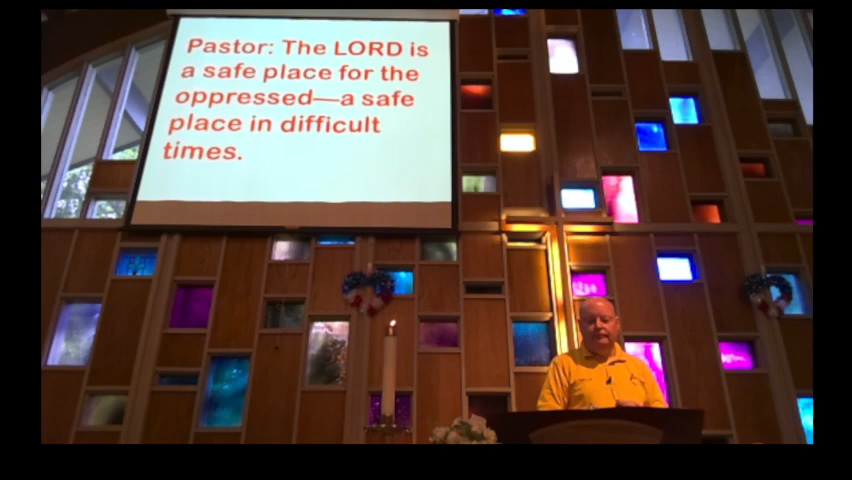 Pastor: The LORD is
a safe place for the
oppressed—a safe
place in difficult
times.